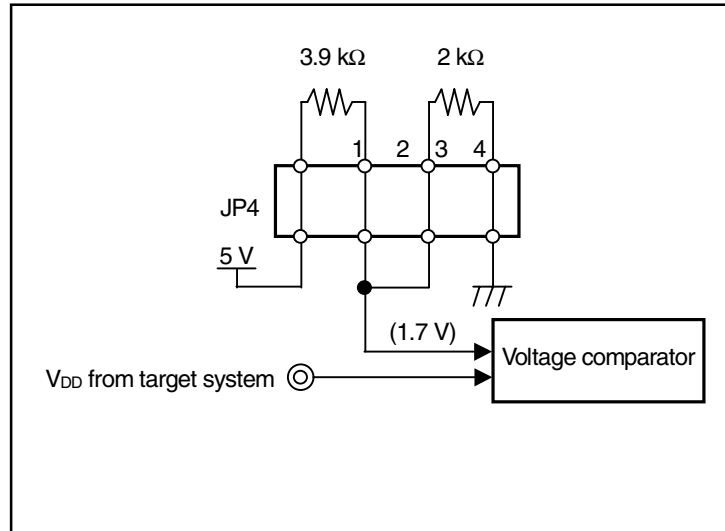 3.9 kΩ 2 kΩ
1 2 3 4
JP4
5 V
(1.7 V)
Voltage comparator
VDD from target system